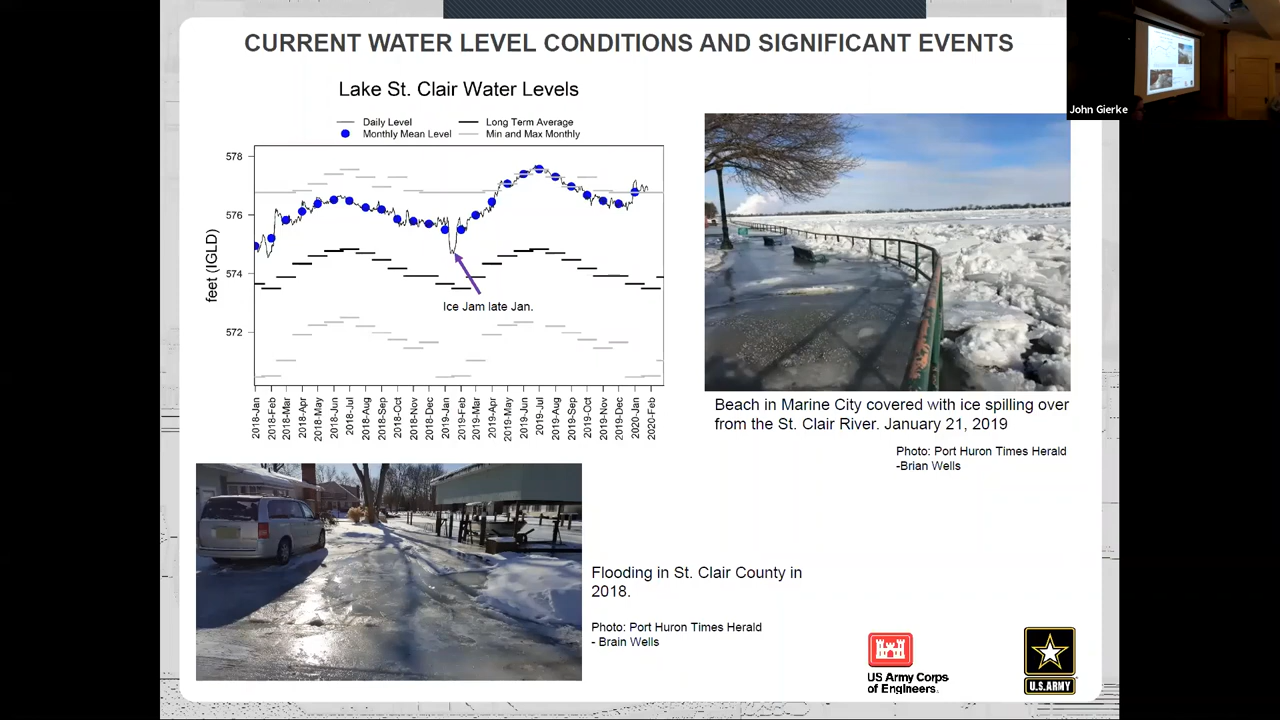 CURRENT WATER LEVEL CONDITIONS AND SIGNIFICANT EVENTS
John Gierke
Lake St. Clair Water Levels
Daily Level
Long Term Average
Monthly Mean Level
Min and Max Monthly
578
576
574
572
feet (IGLD)
Ice Jam late Jan.
2018-Jan
2018-Feb
2018-Mar
2018-Apr
2018-May
2018-Jun
2018-Jul
2018-Aug
2018-Sep
2018-Oct
2018-Nov
2018-Dec
2019-Jan
2019-Feb
2019-Mar
2019-Apr
2019-May
2019-Jun
2019-Jul
2019-Aug
2019-Sep
2019-Oct
2019-Nov
2019-Dec
2020-Jan
2020-Feb
Beach in Marine City covered with ice spilling over
from the St. Clair River. January 21, 2019
Photo: Port Huron Times Herald
-Brian Wells
Flooding in St. Clair County in
2018.
Photo: Port Huron Times Herald
- Brain Wells
US Army Corps
of Engineers.
U.S.ARMY